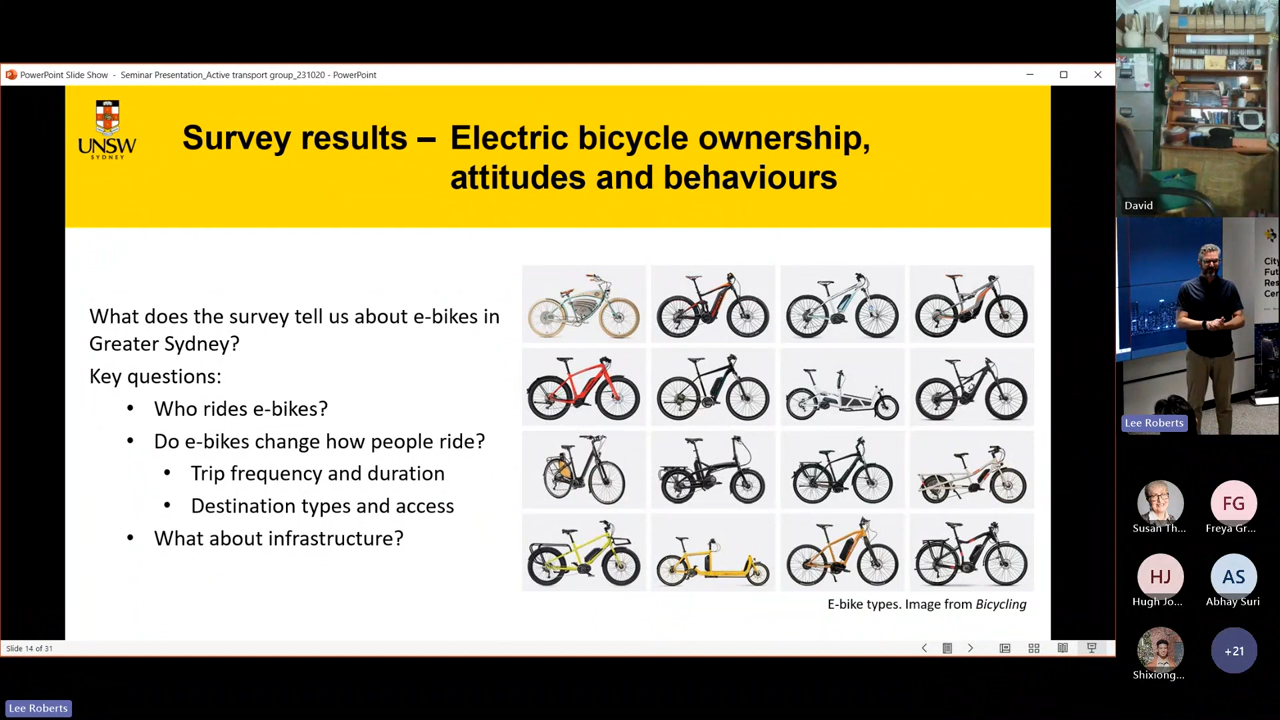 PowerPoint Slide Show - Seminar Presentation_Active transport group_231020 - PowerPoint
UNSW
SYDNEY
Survey results – Electric bicycle ownership,
attitudes and behaviours
What does the survey tell us about e-bikes in
Greater Sydney?
Key questions:
• Who rides e-bikes?
• Do e-bikes change how people ride?
• Trip frequency and duration
• Destination types and access
• What about infrastructure?
E-bike types. Image from Bicycling
Slide 14 of 31
Lee Roberts
David
City
Futu
Res
Cen
Lee Roberts
Susan Th...
FG
Freya Gr...
HJ
Hugh Jo...
AS
Abhay Suri
Shixiong...
+21